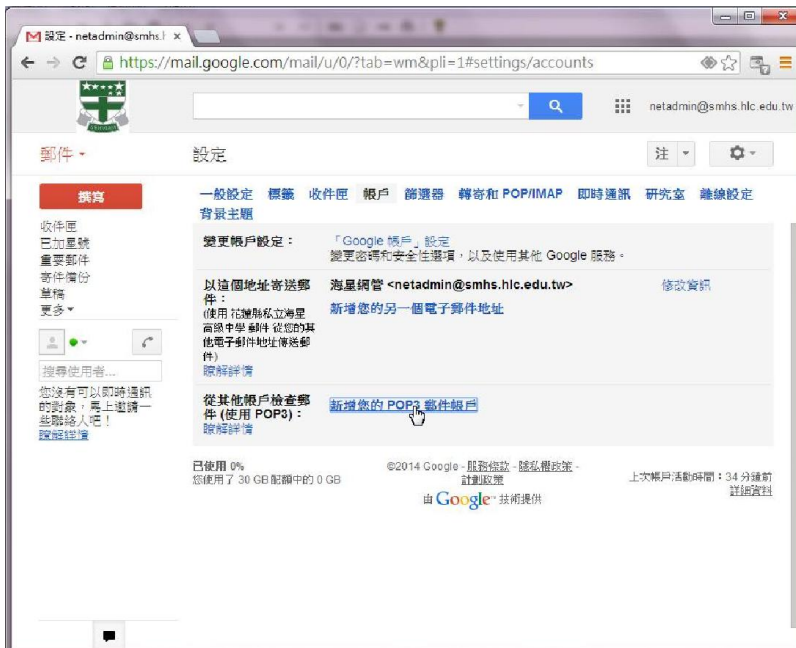 設定 - netadmin@smhs.h
https://mail.google.com/mail/u/0/?tab=wm&pli=1#settings/accounts
netadmin@smhs.hlc.edu.tw
郵件
設定
注
撰寫
一般設定 標籤 收件匣 帳戶 篩選器 轉寄和 POP/IMAP 即時通訊 研究室 離線設定
背景主題
收件匣
已加星號
重要郵件
寄件備份
草稿
更多
搜尋使用者...
您沒有可以即時通訊
的對象,馬上邀請一
些聯絡人吧!
瞭解詳情
變更帳戶設定:
「Google 帳戶」設定
變更密碼和安全性選項,以及使用其他 Google 服務。
以這個地址寄送郵
件:
(使用 花蓮縣私立海星
高級中學 郵件 從您的其
他電子郵件地址傳送郵
件)
瞭解詳情
海星網管 <netadmin@smhs.hlc.edu.tw>
修改資訊
新增您的另一個電子郵件地址
從其他帳戶檢查郵
件 (使用 POP3):
瞭解詳情
新增您的 POP3 郵件帳戶
已使用 0%
您使用了 30 GB 配額中的 0 GB
©2014 Google - 服務條款 - 隱私權政策 -
計劃政策
由 Google™ 技術提供
上次帳戶活動時間:34 分鐘前
詳細資料